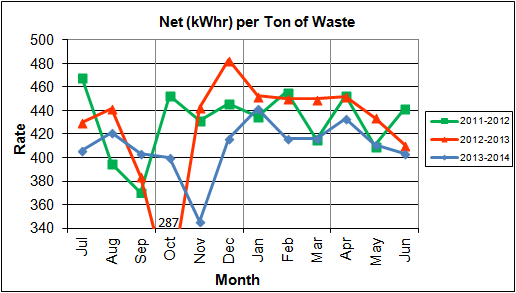 Net (kWhr) per Ton of Waste
500
480
460
440
420
400
380
360
340
Rate
287
Jul
Aug
Sep
Oct
Nov
Dec
Jan
Feb
Mar
Apr
May
Jun
Month
2011-2012
2012-2013
2013-2014